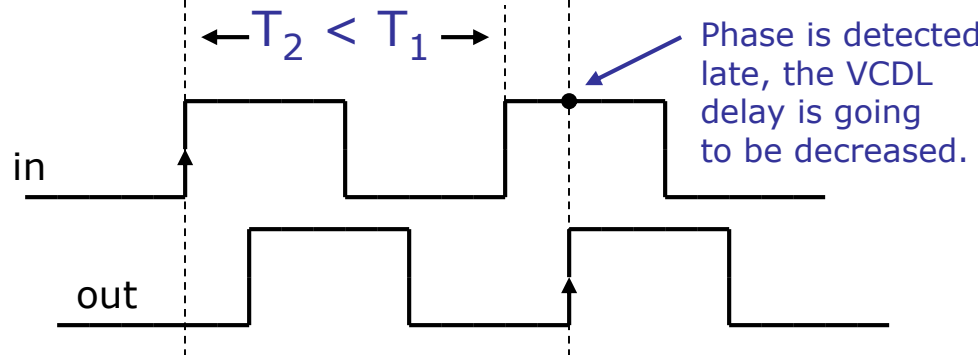 T₂ < T₁
Phase is detected
late, the VCDL
delay is going
to be decreased.
in
out